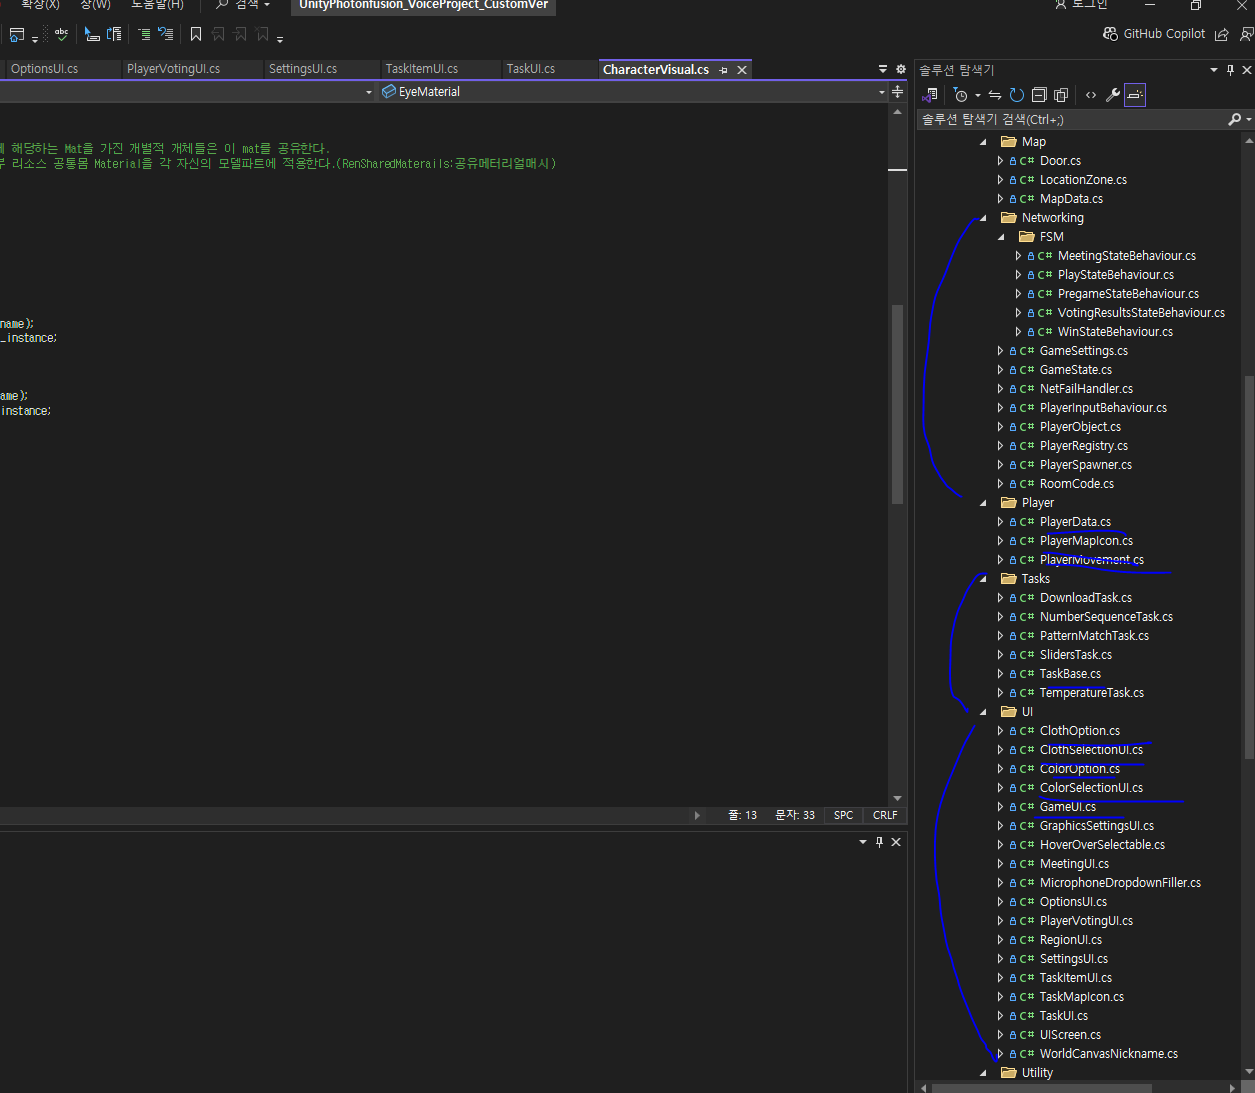 확장(X) 창(W) 도움말(H) 검색 UnityPhotonfusion_VoiceProject_CustomVer 로그인
abc GitHub Copilot
OptionsUI.cs PlayerVotingUI.cs SettingsUI.cs TaskItemUI.cs TaskUI.cs CharacterVisual.cs
EyeMaterial
해당하는 Mat을 가진 개별적 개체들은 이 mat를 공유한다.
리소스 공통몸 Material을 각 자신의 모델파트에 적용한다.(RenSharedMaterails:공유메터리얼매시)
name);
_instance;
ame);
instance;
줄: 13 문자: 33 SPC CRLF
솔루션 탐색기
솔루션 탐색기 검색(Ctrl+;)
Map
C# Door.cs
C# LocationZone.cs
C# MapData.cs
Networking
FSM
C# MeetingStateBehaviour.cs
C# PlayStateBehaviour.cs
C# PregameStateBehaviour.cs
C# VotingResultsStateBehaviour.cs
C# WinStateBehaviour.cs
C# GameSettings.cs
C# GameState.cs
C# NetFailHandler.cs
C# PlayerInputBehaviour.cs
C# PlayerObject.cs
C# PlayerRegistry.cs
C# PlayerSpawner.cs
C# RoomCode.cs
Player
C# PlayerData.cs
C# PlayerMapIcon.cs
C# PlayerMovement.cs
Tasks
C# DownloadTask.cs
C# NumberSequenceTask.cs
C# PatternMatchTask.cs
C# SlidersTask.cs
C# TaskBase.cs
C# TemperatureTask.cs
UI
C# ClothOption.cs
C# ClothSelectionUI.cs
C# ColorOption.cs
C# ColorSelectionUI.cs
C# GameUI.cs
C# GraphicsSettingsUI.cs
C# HoverOverSelectable.cs
C# MeetingUI.cs
C# MicrophoneDropdownFiller.cs
C# OptionsUI.cs
C# PlayerVotingUI.cs
C# RegionUI.cs
C# SettingsUI.cs
C# TaskItemUI.cs
C# TaskMapIcon.cs
C# TaskUI.cs
C# UIScreen.cs
C# WorldCanvasNickname.cs
Utility